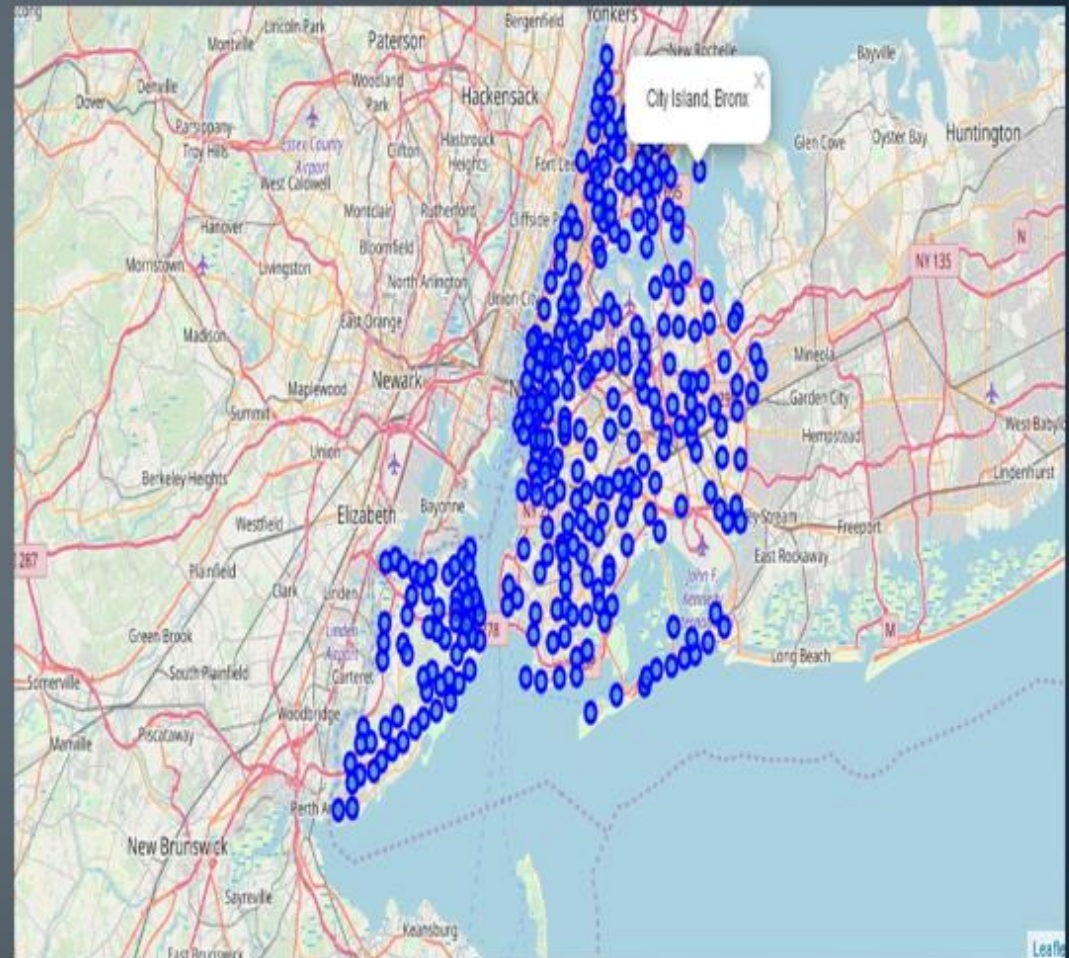 Yonkers
Bergenfield
Lincoln Park
Montville
Paterson
New Rochelle
Bayville
Woodland
Park
Denville
Dover
Hackensack
City Island, Bronx
×
Parsippany-
Troy Hills
Essex County
Airport
Clifton
Hasbrouck
Heights
Fort Lee
Glen Cove
Oyster Bay
Huntington
West Caldwell
Montclair
Rutherford
Cliffside P
Hanover
N
Bloomfield
Morristown
Livingston
North Arlington
NY 135
Union City
East Orange
Madison
Mineola
Maplewood
Newark
N
Garden City
Summit
Hempstead
West Babylo
Union
Berkeley Heights
Lindenhurst
Elizabeth
Bayonne
NY
Westfield
ey Stream
Freeport
East Rockaway
287
Plainfield
Clark
Linden
John F.
Kennedy
Green Brook
Linden
Airport
278
M
Long Beach
Somerville
South Plainfield
Carteret
Woodbridge
Manville
Piscataway
Perth A
New Brunswick
Sayreville
Keansburg
East Brunswick
Leafle